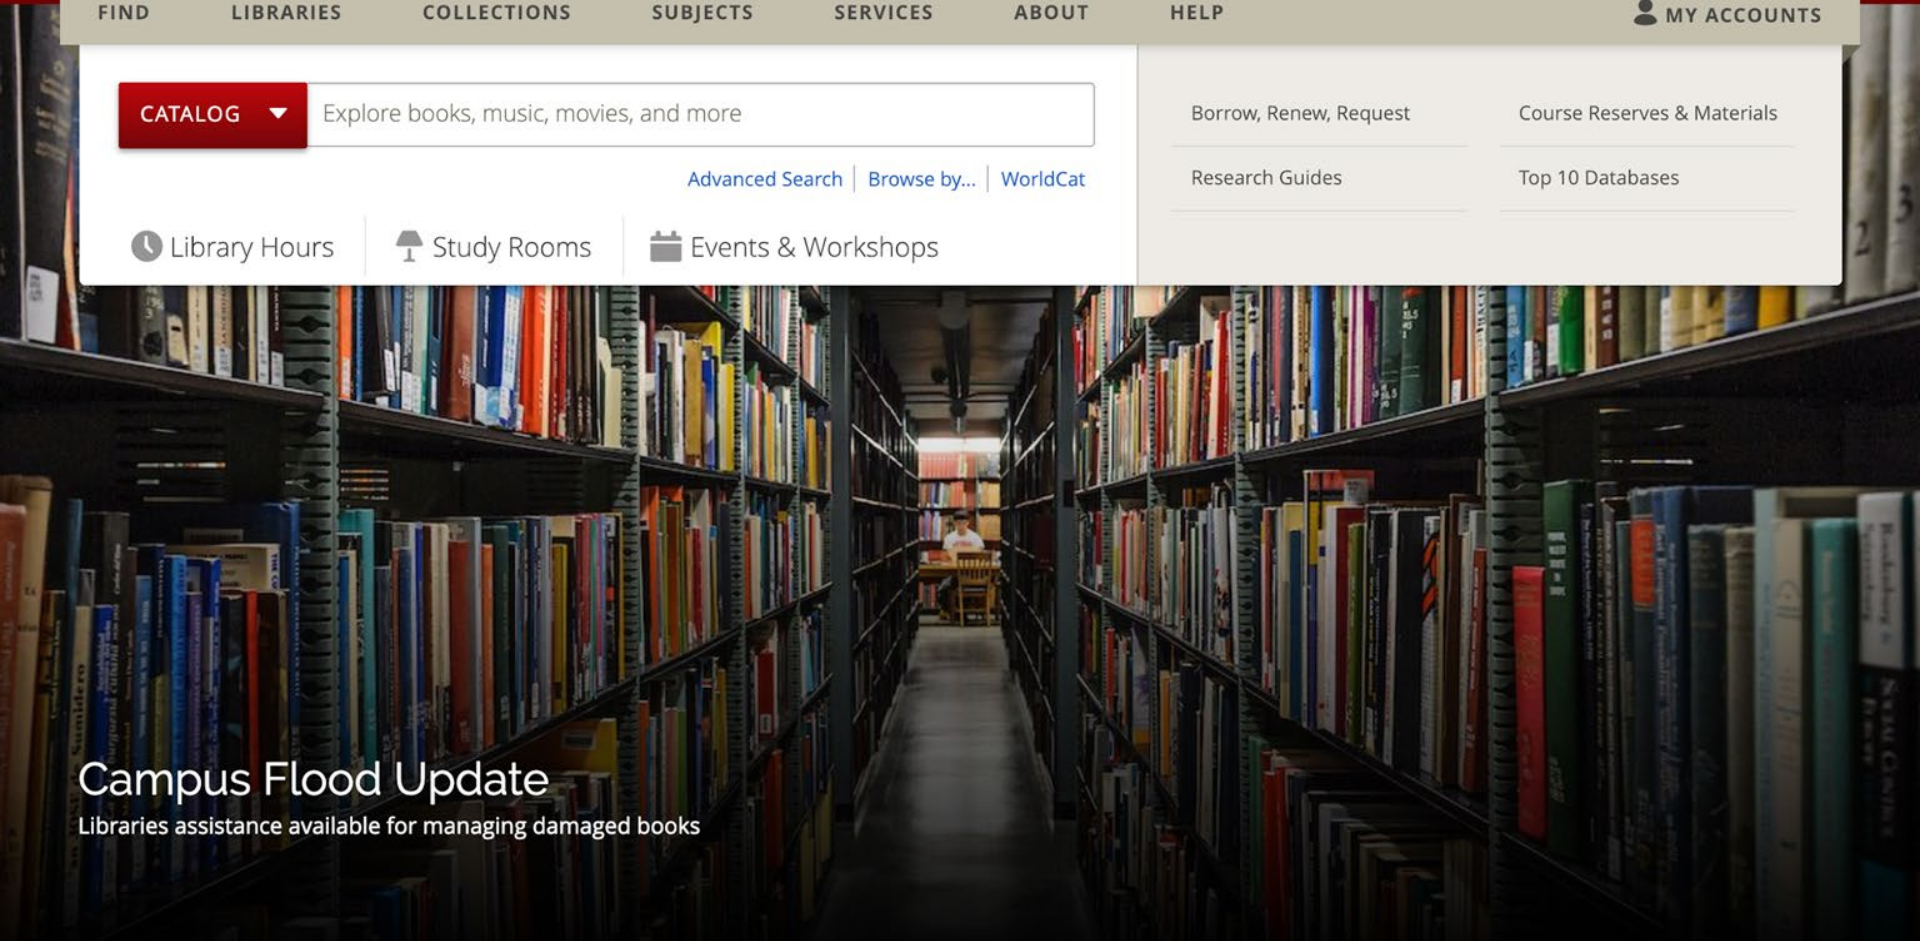 FIND LIBRARIES COLLECTIONS SUBJECTS SERVICES ABOUT HELP MY ACCOUNTS
CATALOG Explore books, music, movies, and more
Advanced Search Browse by... WorldCat
Library Hours Study Rooms Events & Workshops
Borrow, Renew, Request Course Reserves & Materials
Research Guides Top 10 Databases
2 3
Campus Flood Update
Libraries assistance available for managing damaged books